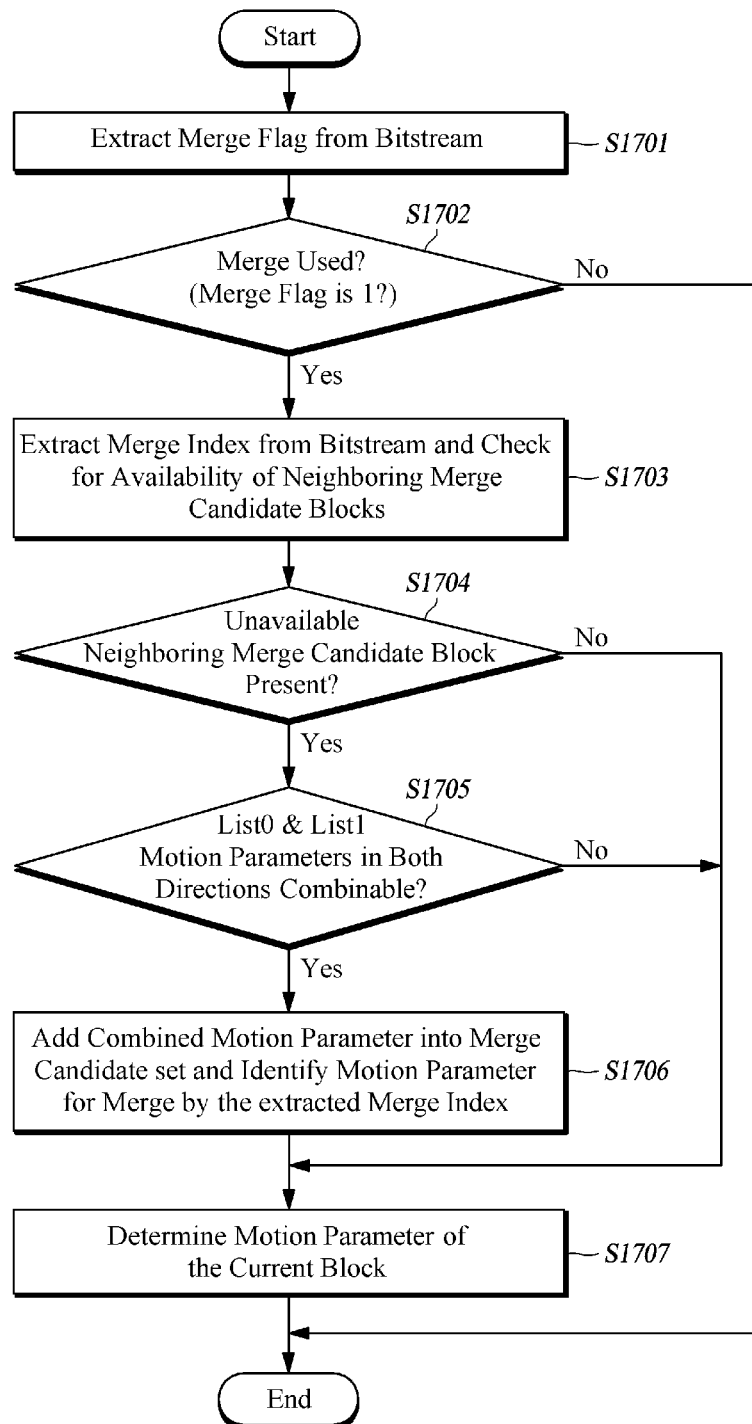 Start
Extract Merge Flag from Bitstream
S1701
S1702
Merge Used?
(Merge Flag is 1?)
No
Yes
Extract Merge Index from Bitstream and Check
for Availability of Neighboring Merge
Candidate Blocks
S1703
S1704
Unavailable
Neighboring Merge Candidate Block
Present?
No
Yes
S1705
List0 & List1
Motion Parameters in Both
Directions Combinable?
No
Yes
Add Combined Motion Parameter into Merge
Candidate set and Identify Motion Parameter
for Merge by the extracted Merge Index
S1706
Determine Motion Parameter of
the Current Block
S1707
End